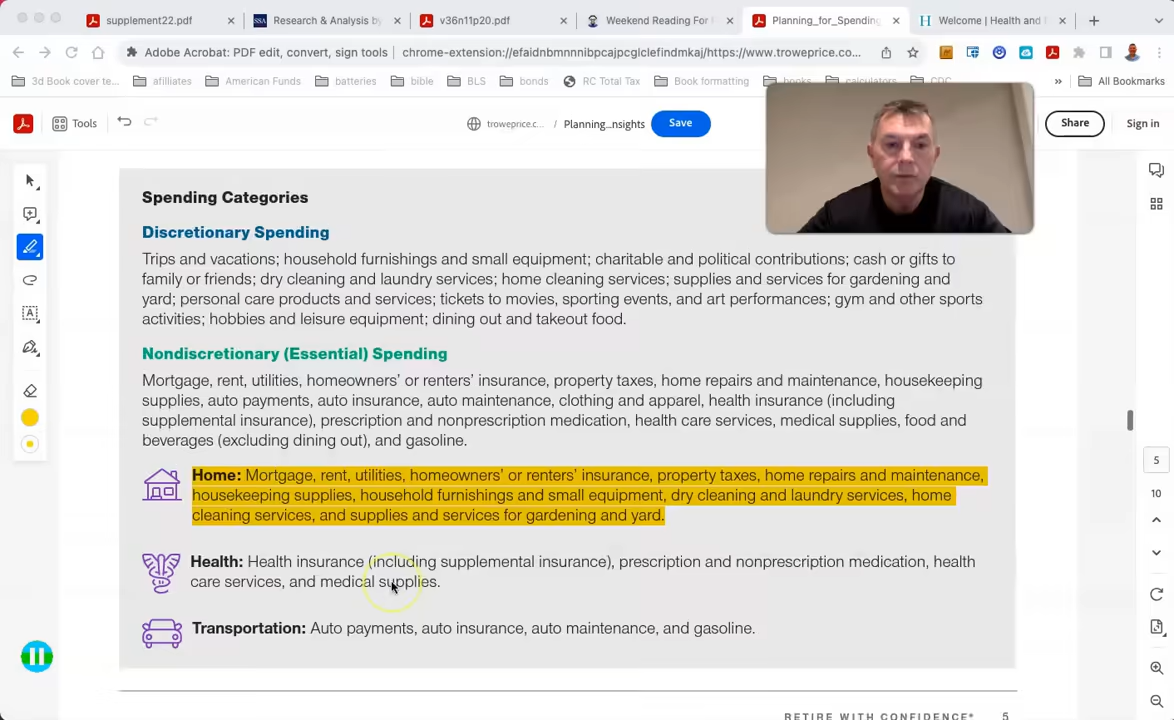 supplement22.pdf
Research & Analysis by
v36n11p20.pdf
Weekend Reading For
Planning_for_Spending
Welcome | Health and
Adobe Acrobat: PDF edit, convert, sign tools
chrome-extension://efaidnbmnnnibpcajpcglclefindmkaj/https://www.troweprice.co...
3d Book cover te...
afilliates
American Funds
batteries
bible
BLS
bonds
RC Total Tax
Book formatting
books
calculators
CDC
»
All Bookmarks
Tools
troweprice.c...
/
Planning...nsights
Save
Share
Sign in
Spending Categories
Discretionary Spending
Trips and vacations; household furnishings and small equipment; charitable and political contributions; cash or gifts to
family or friends; dry cleaning and laundry services; home cleaning services; supplies and services for gardening and
yard; personal care products and services; tickets to movies, sporting events, and art performances; gym and other sports
activities; hobbies and leisure equipment; dining out and takeout food.
Nondiscretionary (Essential) Spending
Mortgage, rent, utilities, homeowners' or renters' insurance, property taxes, home repairs and maintenance, housekeeping
supplies, auto payments, auto insurance, auto maintenance, clothing and apparel, health insurance (including
supplemental insurance), prescription and nonprescription medication, health care services, medical supplies, food and
beverages (excluding dining out), and gasoline.
Home: Mortgage, rent, utilities, homeowners' or renters' insurance, property taxes, home repairs and maintenance,
housekeeping supplies, household furnishings and small equipment, dry cleaning and laundry services, home
cleaning services, and supplies and services for gardening and yard.
Health: Health insurance (including supplemental insurance), prescription and nonprescription medication, health
care services, and medical supplies.
Transportation: Auto payments, auto insurance, auto maintenance, and gasoline.
RETIRE WITH CONFIDENCE® 5
5
10